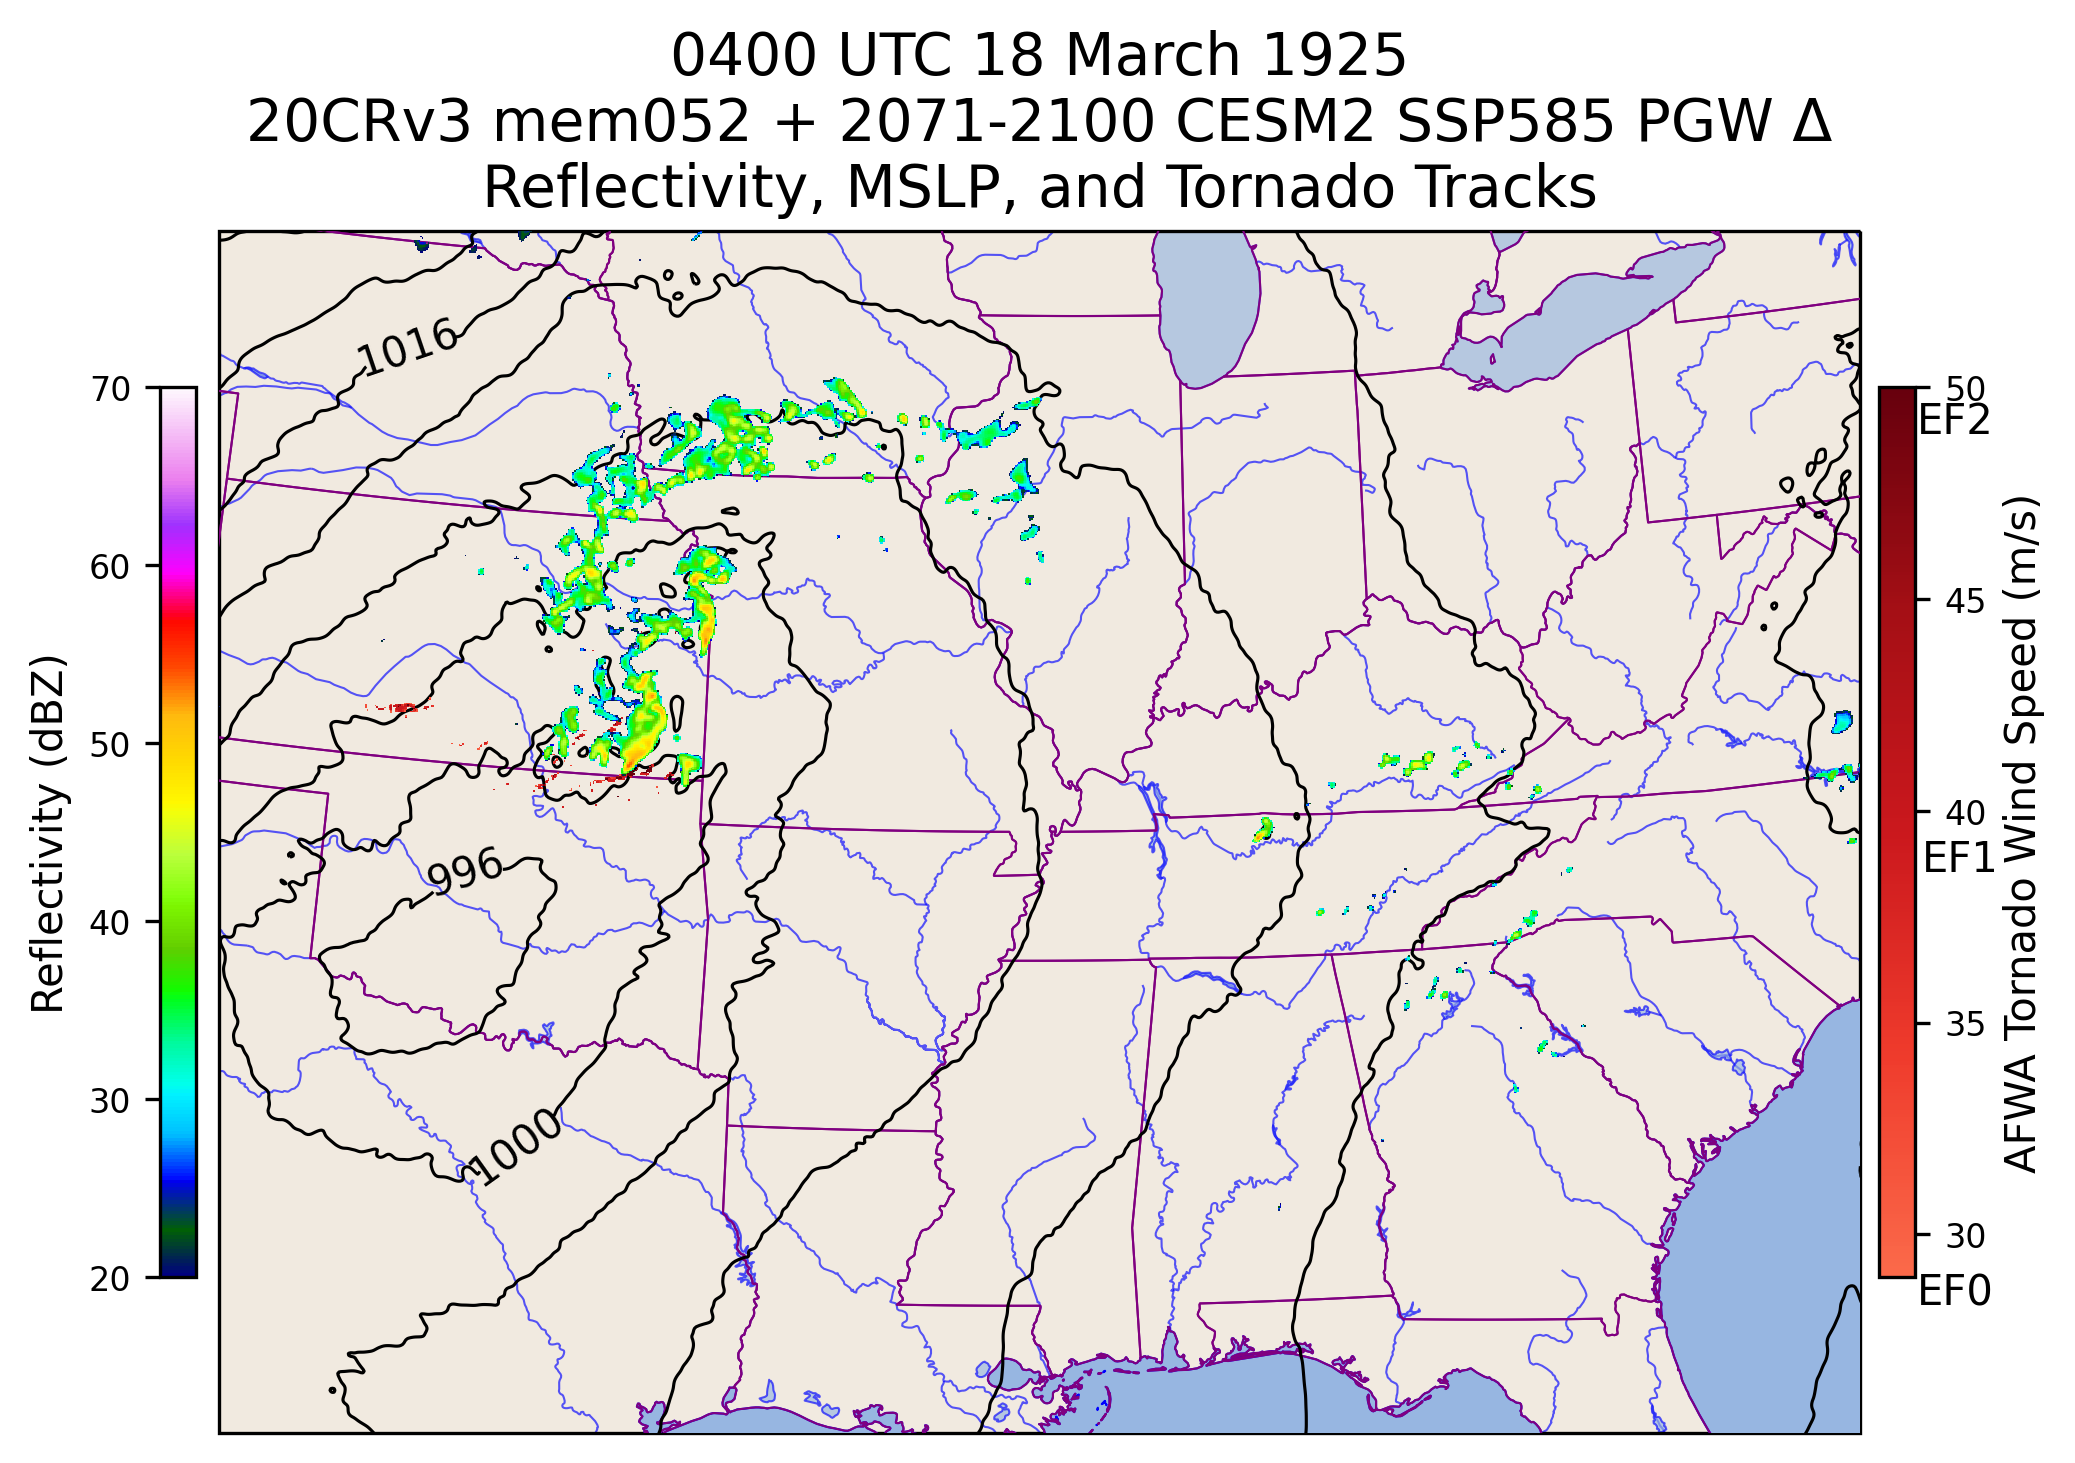 0400 UTC 18 March 1925
20CRv3 mem052 + 2071-2100 CESM2 SSP585 PGW Δ
Reflectivity, MSLP, and Tornado Tracks
1016
996
1000
70
60
50
40
30
20
Reflectivity (dBZ)
50
EF2
45
40
EF1
35
30
EF0
AFWA Tornado Wind Speed (m/s)